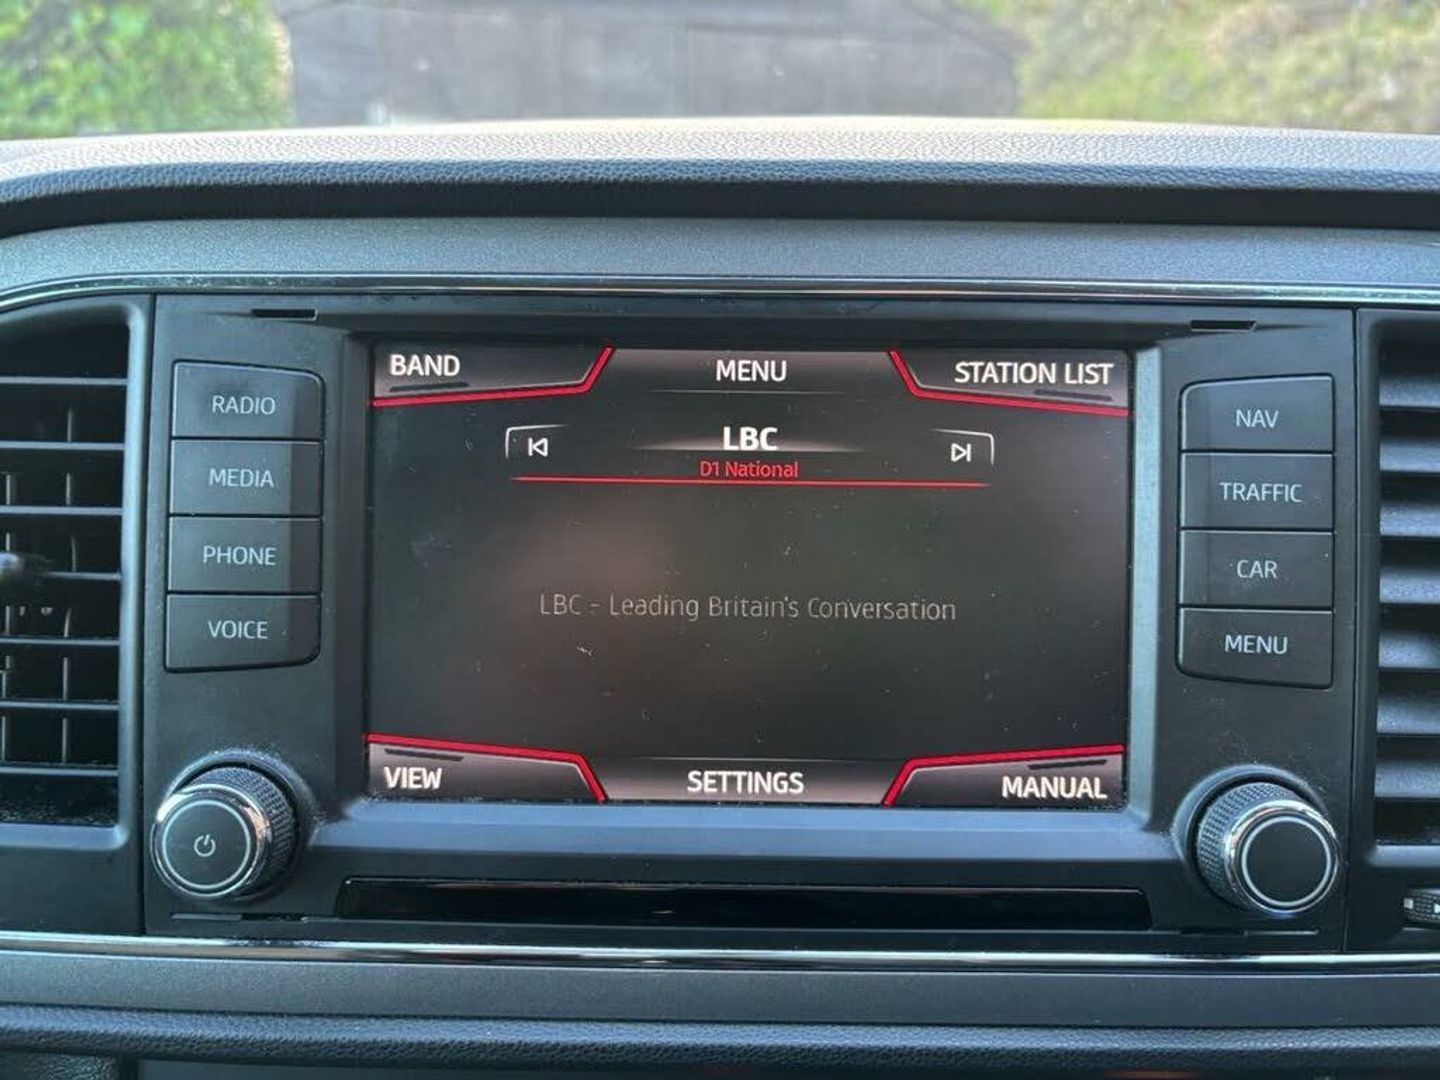 BAND
MENU
STATION LIST
RADIO
MEDIA
PHONE
VOICE
LBC
D1 National
LBC - Leading Britain's Conversation
NAV
TRAFFIC
CAR
MENU
VIEW
SETTINGS
MANUAL